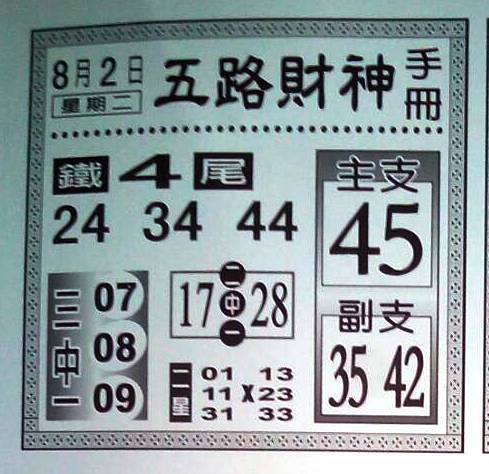 8月2日
星期二
五路財神
手冊
鐵4尾
24 34 44
主支
45
三中一
07
08
09
17 二中一 28
副支
35 42
二星
01 13
11 X 23
31 33